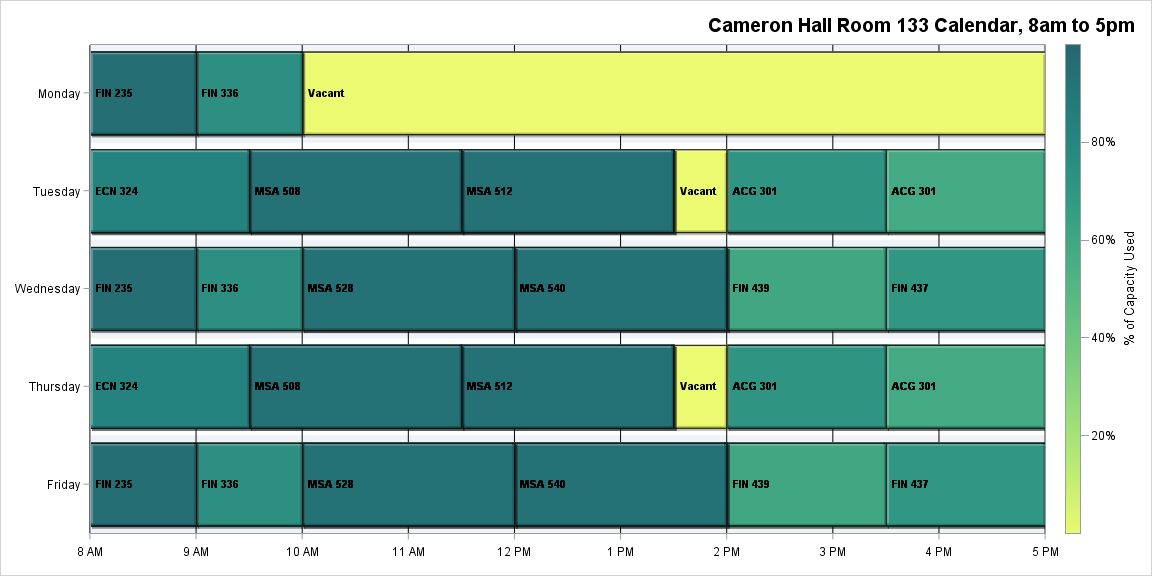 Cameron Hall Room 133 Calendar, 8am to 5pm
Monday
FIN 235
FIN 336
Vacant
Tuesday
ECN 324
MSA 508
MSA 512
Vacant
ACG 301
ACG 301
Wednesday
FIN 235
FIN 336
MSA 528
MSA 540
FIN 439
FIN 437
Thursday
ECN 324
MSA 508
MSA 512
Vacant
ACG 301
ACG 301
Friday
FIN 235
FIN 336
MSA 528
MSA 540
FIN 439
FIN 437
8 AM
9 AM
10 AM
11 AM
12 PM
1 PM
2 PM
3 PM
4 PM
5 PM
80%
60%
40%
20%
% of Capacity Used